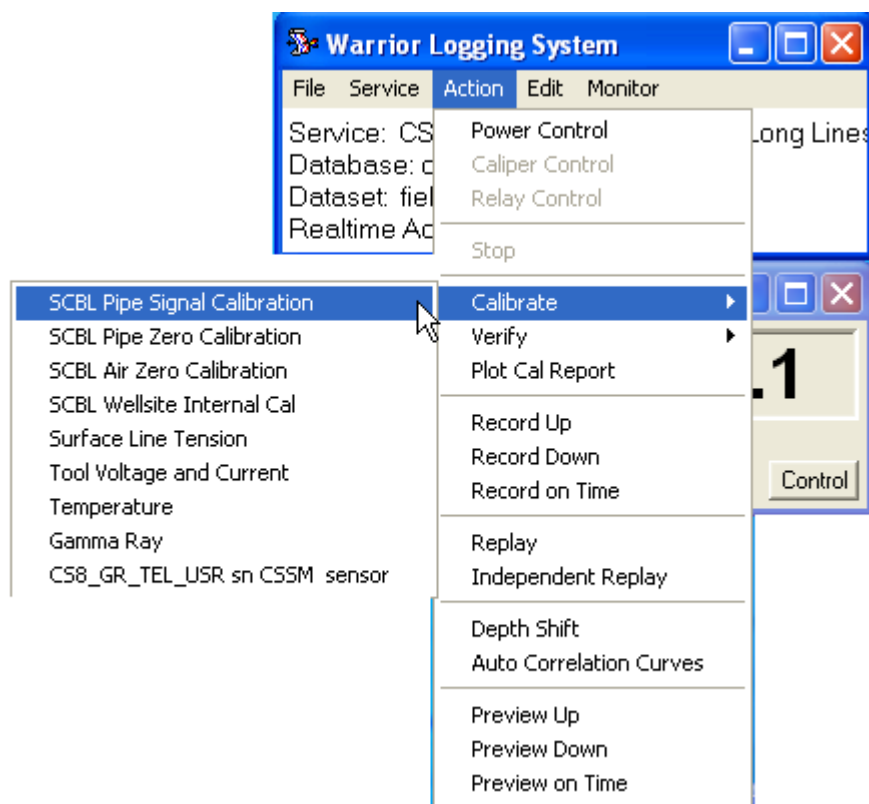 Warrior Logging System
File Service Action Edit Monitor
Service: CS
Long Lines
Database: c
Dataset: fiel
Realtime Ac
Power Control
Caliper Control
Relay Control
Stop
Calibrate
Verify
Plot Cal Report
Record Up
Record Down
Record on Time
Replay
Independent Replay
Depth Shift
Auto Correlation Curves
Preview Up
Preview Down
Preview on Time
SCBL Pipe Signal Calibration
SCBL Pipe Zero Calibration
SCBL Air Zero Calibration
SCBL Wellsite Internal Cal
Surface Line Tension
Tool Voltage and Current
Temperature
Gamma Ray
CS8_GR_TEL_USR sn CSSM sensor
.1
Control